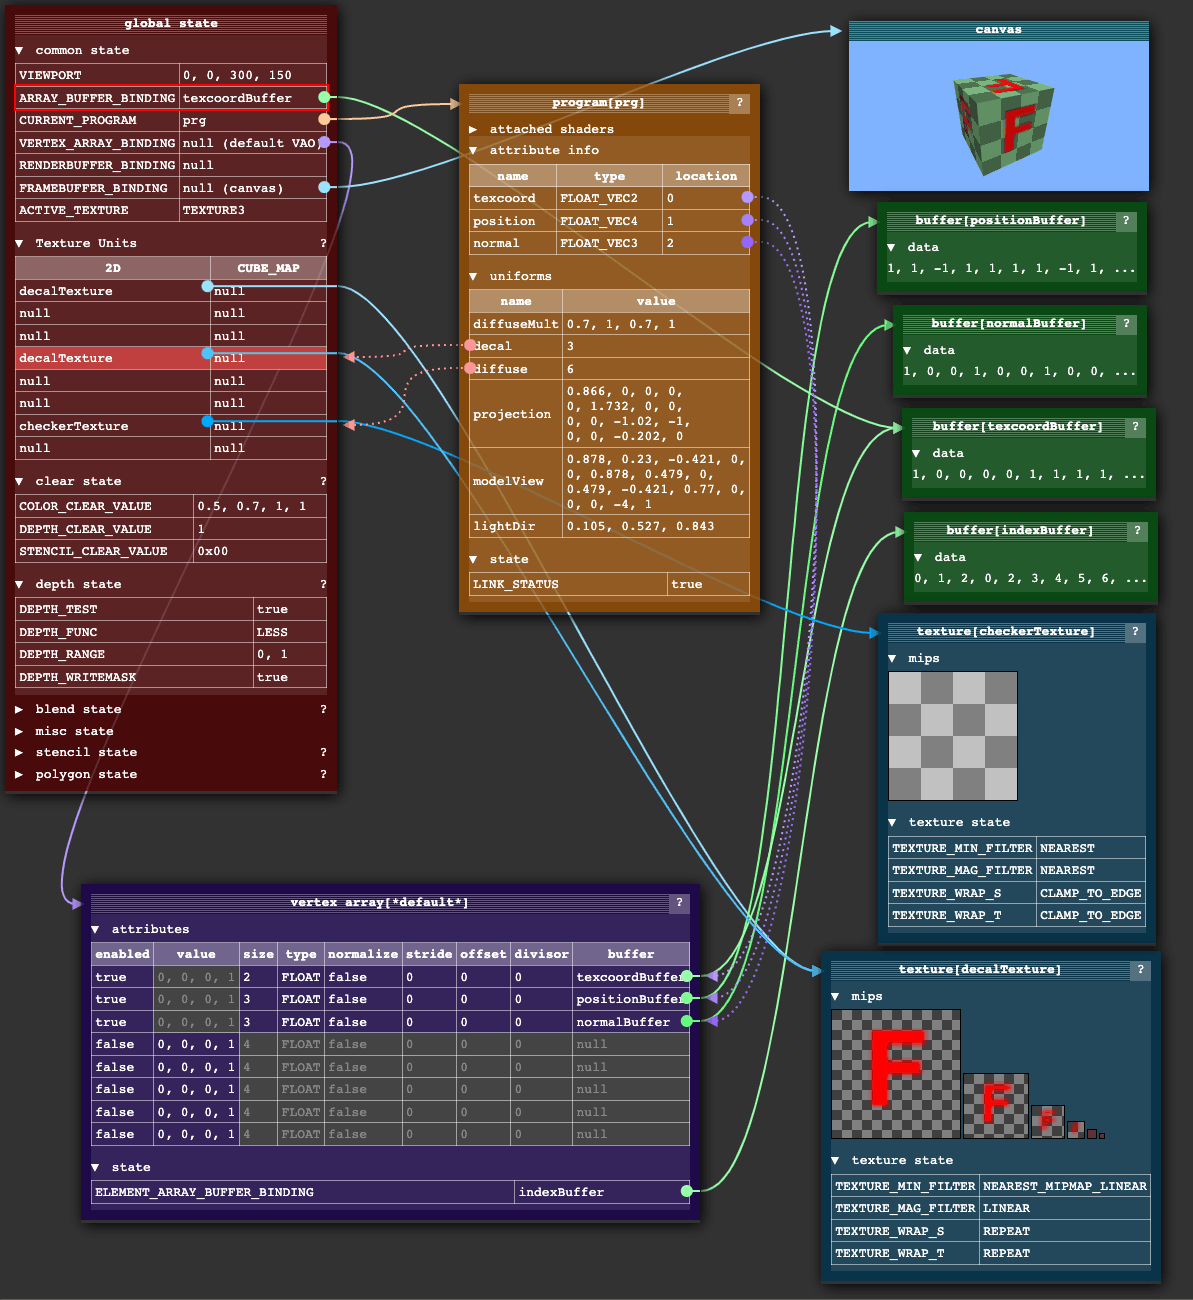 global state
▼ common state
VIEWPORT 0, 0, 300, 150
ARRAY_BUFFER_BINDING texcoordBuffer
CURRENT_PROGRAM prg
VERTEX_ARRAY_BINDING null (default VAO)
RENDERBUFFER_BINDING null
FRAMEBUFFER_BINDING null (canvas)
ACTIVE_TEXTURE TEXTURE3
▼ Texture Units ?
2D CUBE_MAP
decalTexture null
null null
null null
decalTexture null
null null
null null
checkerTexture null
null null
▼ clear state ?
COLOR_CLEAR_VALUE 0.5, 0.7, 1, 1
DEPTH_CLEAR_VALUE 1
STENCIL_CLEAR_VALUE 0x00
▼ depth state ?
DEPTH_TEST true
DEPTH_FUNC LESS
DEPTH_RANGE 0, 1
DEPTH_WRITEMASK true
▶ blend state ?
▶ misc state
▶ stencil state ?
▶ polygon state ?
program[prg] ?
▶ attached shaders
▼ attribute info
name type location
texcoord FLOAT_VEC2 0
position FLOAT_VEC4 1
normal FLOAT_VEC3 2
▼ uniforms
name value
diffuseMult 0.7, 1, 0.7, 1
decal 3
diffuse 6
projection 0.866, 0, 0, 0,
0, 1.732, 0, 0,
0, 0, -1.02, -1,
0, 0, -0.202, 0
modelView 0.878, 0.23, -0.421, 0,
0, 0.878, 0.479, 0,
0.479, -0.421, 0.77, 0,
0, 0, -4, 1
lightDir 0.105, 0.527, 0.843
▼ state
LINK_STATUS true
canvas
F
F
buffer[positionBuffer] ?
▼ data
1, 1, -1, 1, 1, 1, 1, -1, 1, ...
buffer[normalBuffer] ?
▼ data
1, 0, 0, 1, 0, 0, 1, 0, 0, ...
buffer[texcoordBuffer] ?
▼ data
1, 0, 0, 0, 0, 1, 1, 1, 1, ...
buffer[indexBuffer] ?
▼ data
0, 1, 2, 0, 2, 3, 4, 5, 6, ...
texture[checkerTexture] ?
▼ mips
▼ texture state
TEXTURE_MIN_FILTER NEAREST
TEXTURE_MAG_FILTER NEAREST
TEXTURE_WRAP_S CLAMP_TO_EDGE
TEXTURE_WRAP_T CLAMP_TO_EDGE
texture[decalTexture] ?
▼ mips
F F F
▼ texture state
TEXTURE_MIN_FILTER NEAREST_MIPMAP_LINEAR
TEXTURE_MAG_FILTER LINEAR
TEXTURE_WRAP_S REPEAT
TEXTURE_WRAP_T REPEAT
vertex array[*default*] ?
▼ attributes
enabled value size type normalize stride offset divisor buffer
true 0, 0, 0, 1 2 FLOAT false 0 0 0 texcoordBuffer
true 0, 0, 0, 1 3 FLOAT false 0 0 0 positionBuffer
true 0, 0, 0, 1 3 FLOAT false 0 0 0 normalBuffer
false 0, 0, 0, 1 4 FLOAT false 0 0 0 null
false 0, 0, 0, 1 4 FLOAT false 0 0 0 null
false 0, 0, 0, 1 4 FLOAT false 0 0 0 null
false 0, 0, 0, 1 4 FLOAT false 0 0 0 null
false 0, 0, 0, 1 4 FLOAT false 0 0 0 null
▼ state
ELEMENT_ARRAY_BUFFER_BINDING indexBuffer